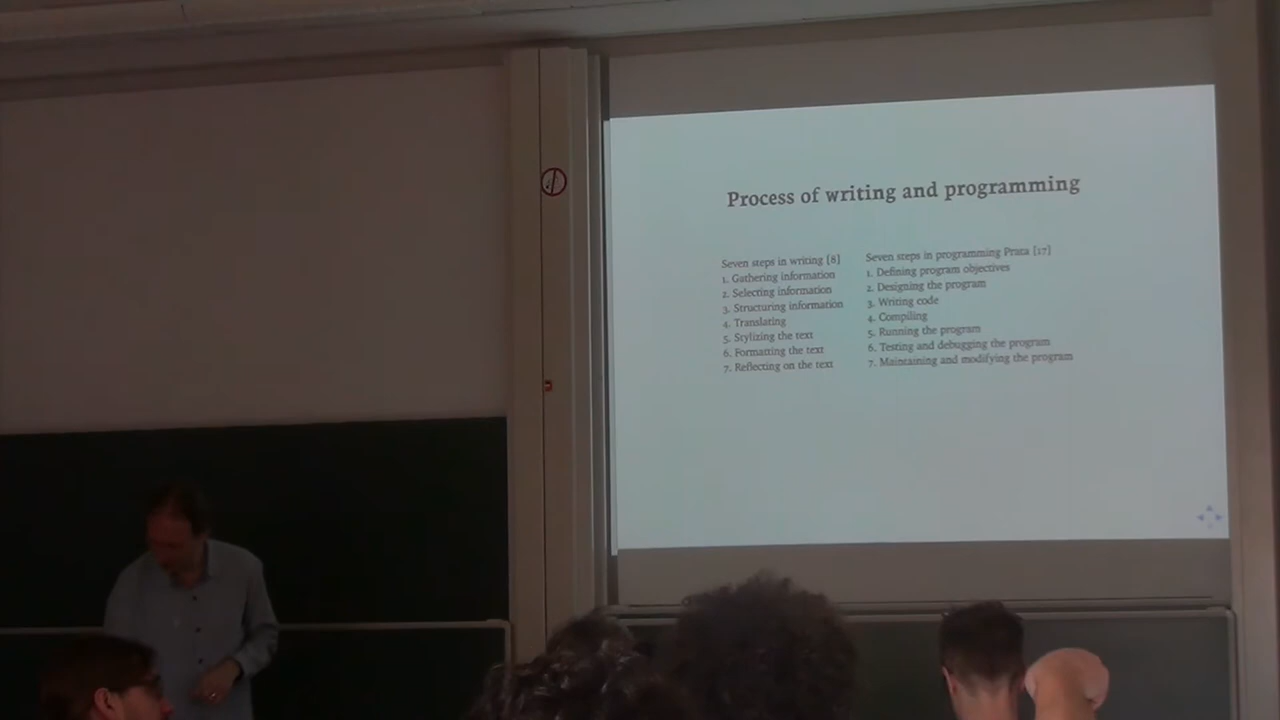 Process of writing and programming
Seven steps in writing [8]
1. Gathering information
2. Selecting information
3. Structuring information
4. Translating
5. Stylizing the text
6. Formatting the text
7. Reflecting on the text
Seven steps in programming Prata [17]
1. Defining program objectives
2. Designing the program
3. Writing code
4. Compiling
5. Running the program
6. Testing and debugging the program
7. Maintaining and modifying the program